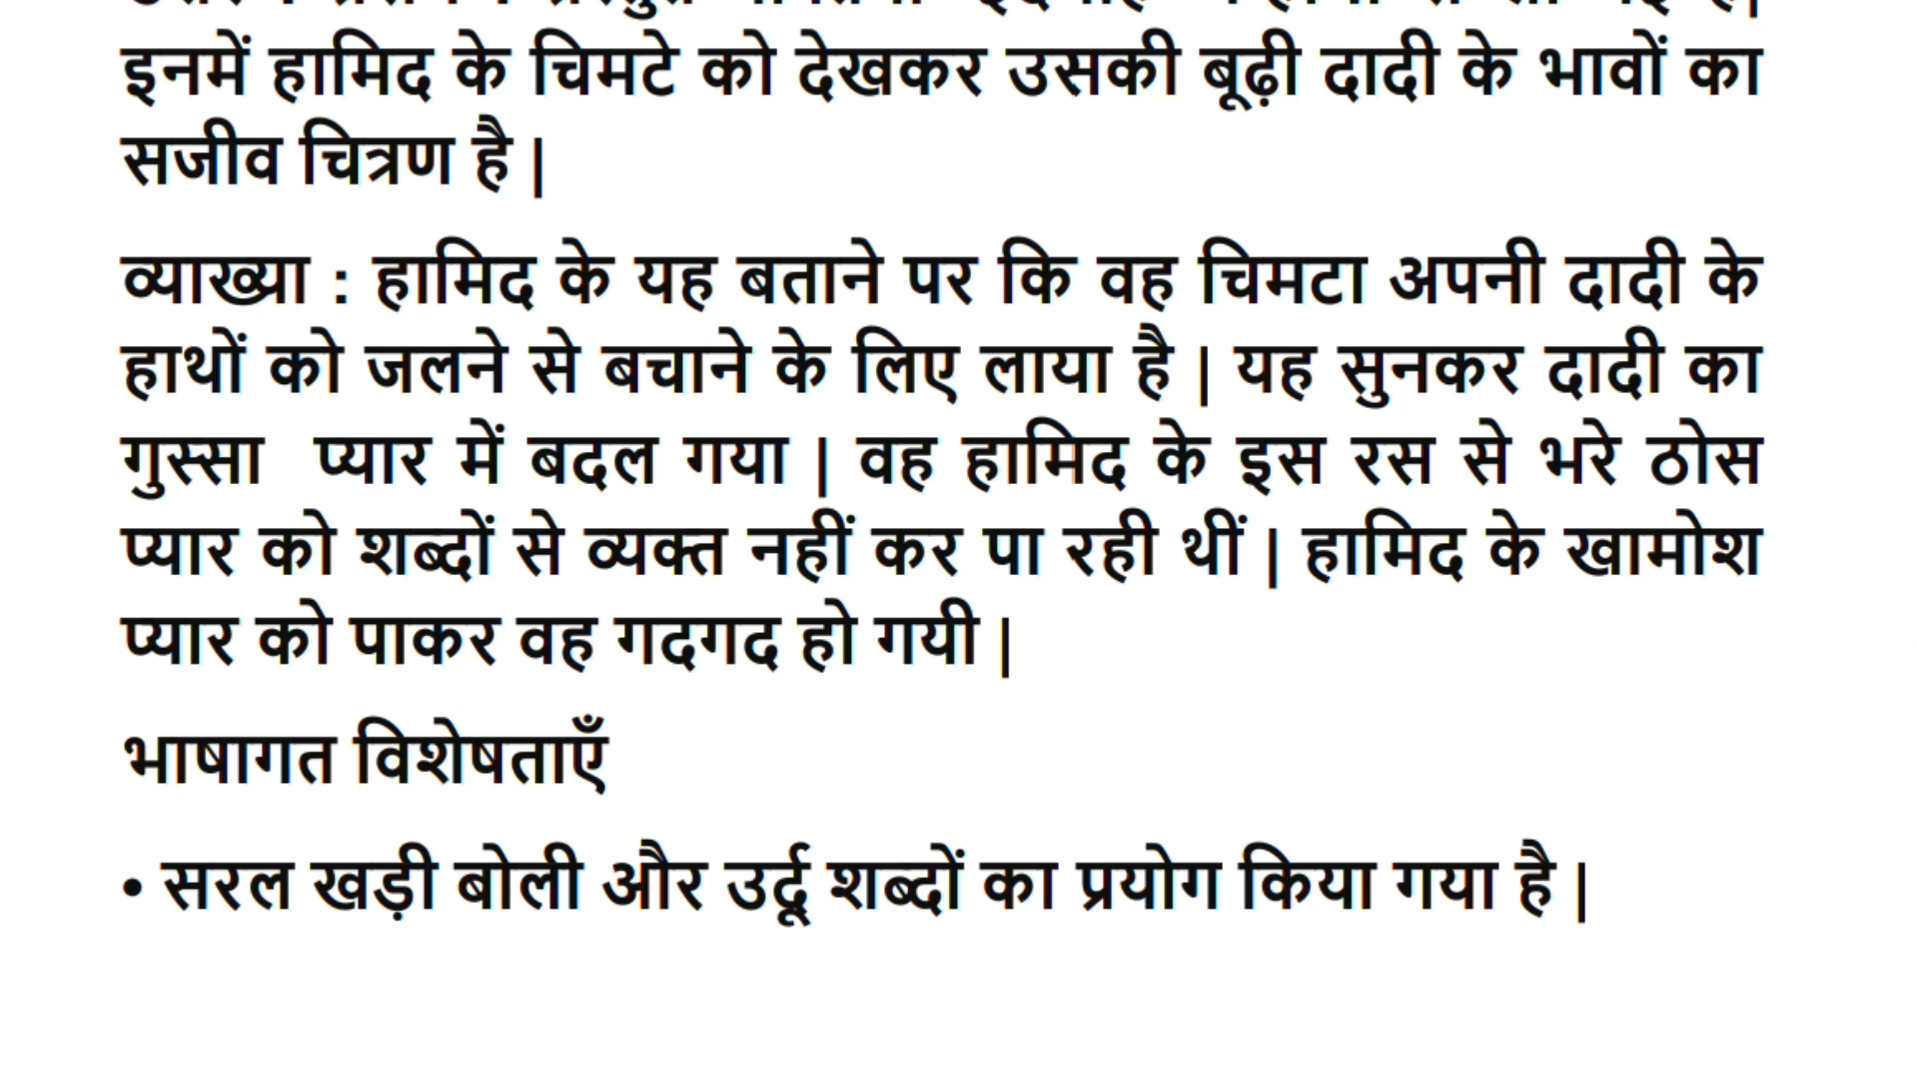 इनमें हामिद के चिमटे को देखकर उसकी बूढ़ी दादी के भावों का
सजीव चित्रण है |
व्याख्या : हामिद के यह बताने पर कि वह चिमटा अपनी दादी के
हाथों को जलने से बचाने के लिए लाया है | यह सुनकर दादी का
गुस्सा प्यार में बदल गया | वह हामिद के इस रस से भरे ठोस
प्यार को शब्दों से व्यक्त नहीं कर पा रही थीं | हामिद के खामोश
प्यार को पाकर वह गदगद हो गयी |
भाषागत विशेषताएँ
• सरल खड़ी बोली और उर्दू शब्दों का प्रयोग किया गया है |